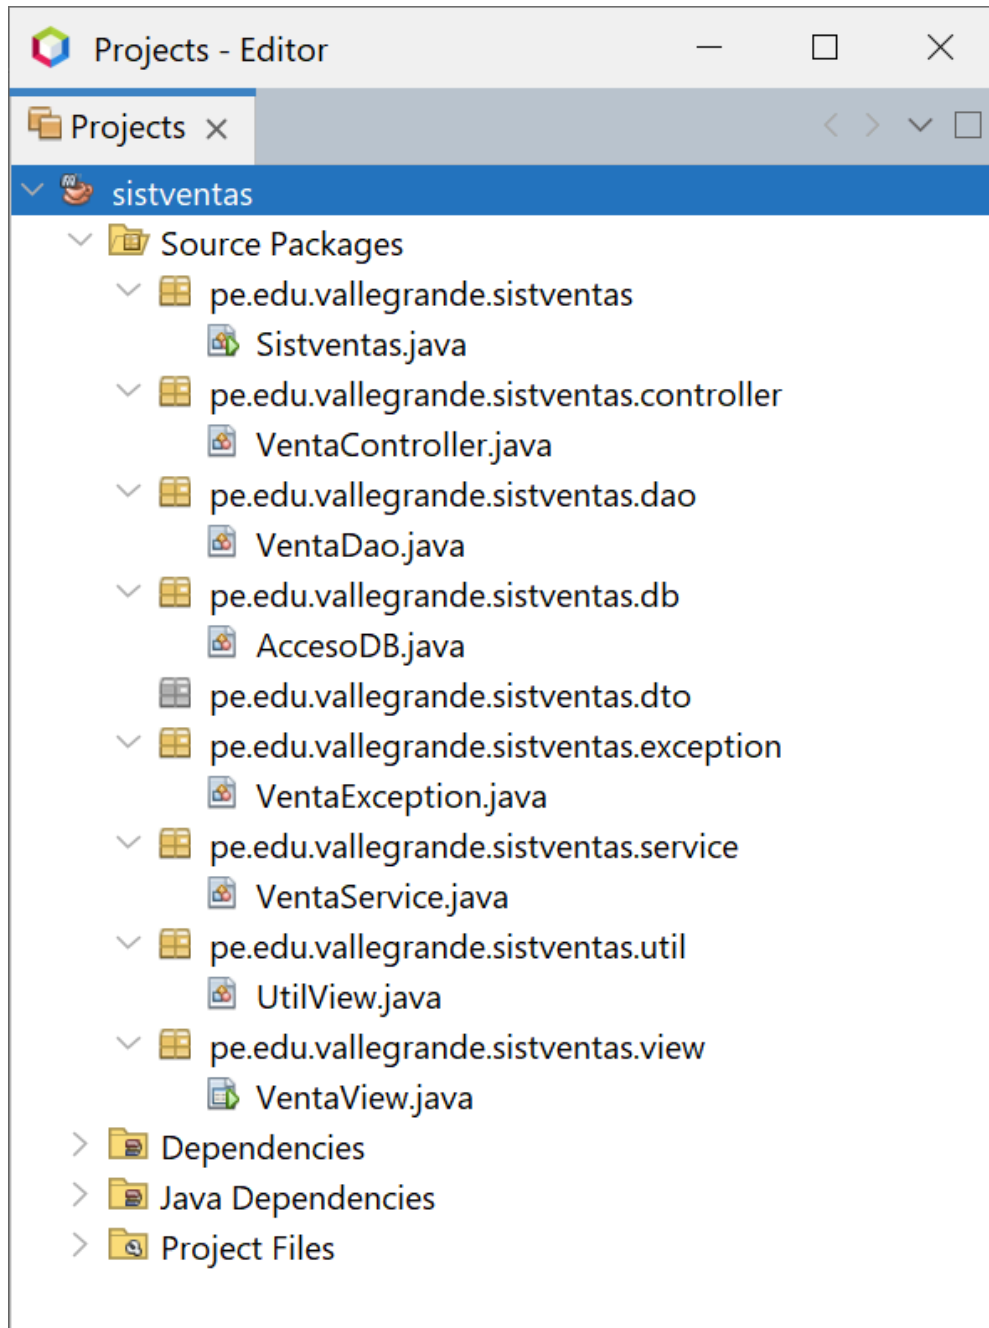 Projects - Editor
Projects
sistventas
Source Packages
pe.edu.vallegrande.sistventas
Sistventas.java
pe.edu.vallegrande.sistventas.controller
VentaController.java
pe.edu.vallegrande.sistventas.dao
VentaDao.java
pe.edu.vallegrande.sistventas.db
AccesoDB.java
pe.edu.vallegrande.sistventas.dto
pe.edu.vallegrande.sistventas.exception
VentaException.java
pe.edu.vallegrande.sistventas.service
VentaService.java
pe.edu.vallegrande.sistventas.util
UtilView.java
pe.edu.vallegrande.sistventas.view
VentaView.java
Dependencies
Java Dependencies
Project Files